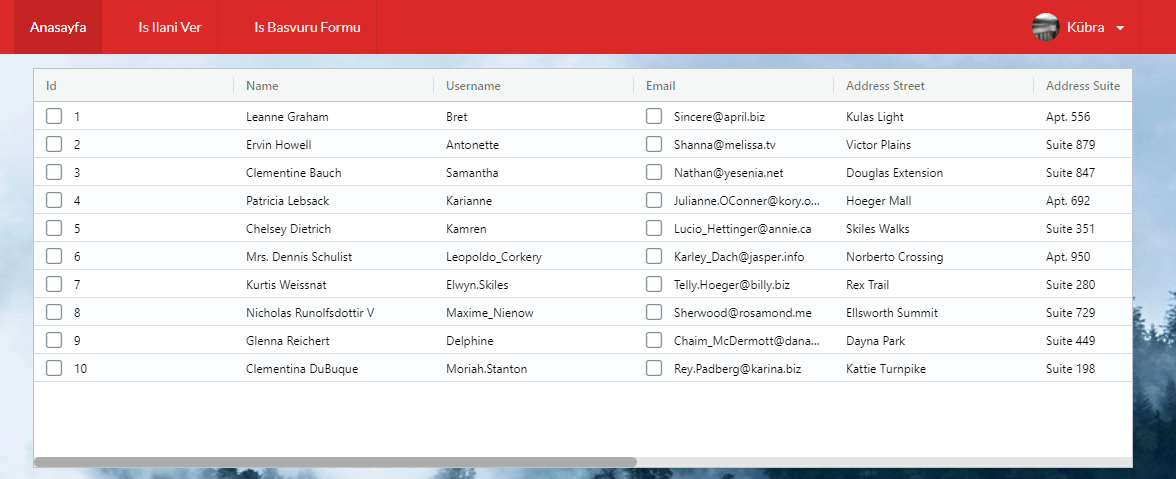 Anasayfa Is Ilani Ver Is Basvuru Formu Kübra
Id Name Username Email Address Street Address Suite
1 Leanne Graham Bret Sincere@april.biz Kulas Light Apt. 556
2 Ervin Howell Antonette Shanna@melissa.tv Victor Plains Suite 879
3 Clementine Bauch Samantha Nathan@yesenia.net Douglas Extension Suite 847
4 Patricia Lebsack Karianne Julianne.OConner@kory.o... Hoeger Mall Apt. 692
5 Chelsey Dietrich Kamren Lucio_Hettinger@annie.ca Skiles Walks Suite 351
6 Mrs. Dennis Schulist Leopoldo_Corkery Karley_Dach@jasper.info Norberto Crossing Apt. 950
7 Kurtis Weissnat Elwyn.Skiles Telly.Hoeger@billy.biz Rex Trail Suite 280
8 Nicholas Runolfsdottir V Maxime_Nienow Sherwood@rosamond.me Ellsworth Summit Suite 729
9 Glenna Reichert Delphine Chaim_McDermott@dana... Dayna Park Suite 449
10 Clementina DuBuque Moriah.Stanton Rey.Padberg@karina.biz Kattie Turnpike Suite 198